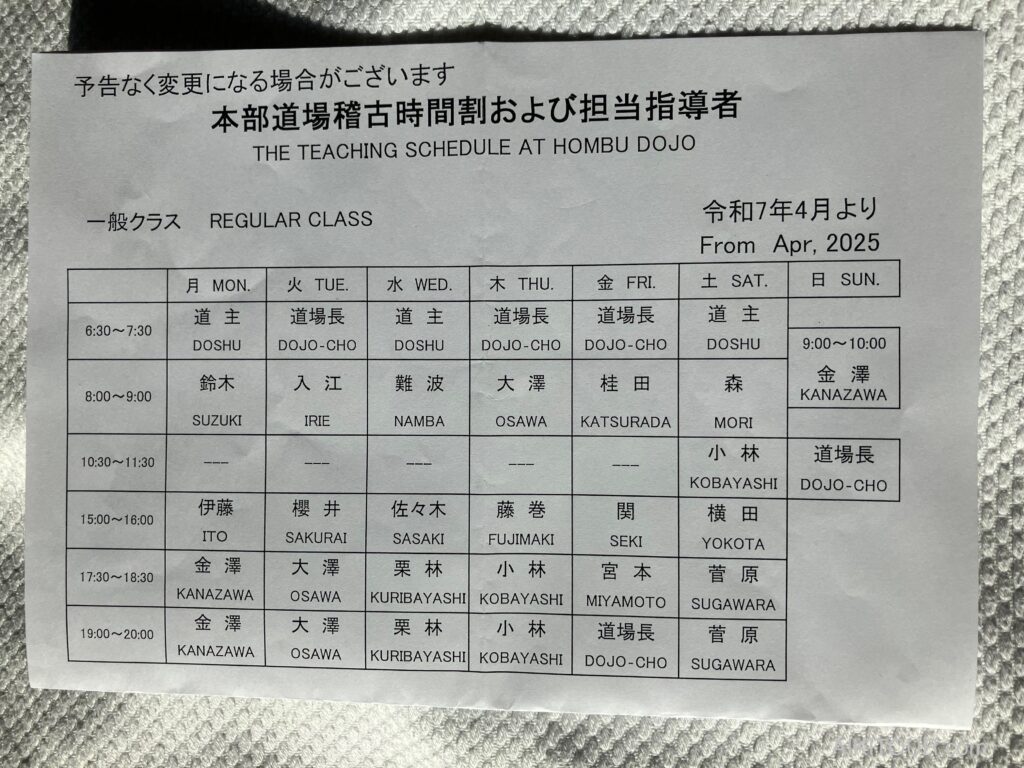 予告なく変更になる場合がございます
本部道場稽古時間割および担当指導者
THE TEACHING SCHEDULE AT HOMBU DOJO
一般クラス REGULAR CLASS
令和7年4月より
From Apr, 2025
月 MON. 火 TUE. 水 WED. 木 THU. 金 FRI. 土 SAT. 日 SUN.
6:30～7:30 道 主 道場長 道 主 道場長 道場長 道 主
DOSHU DOJO-CHO DOSHU DOJO-CHO DOJO-CHO DOSHU
9:00～10:00
8:00～9:00 鈴木 入 江 難 波 大 澤 桂 田 森 金 澤
SUZUKI IRIE NAMBA OSAWA KATSURADA MORI KANAZAWA
10:30～11:30 --- --- --- --- --- 小 林 道場長
KOBAYASHI DOJO-CHO
15:00～16:00 伊藤 櫻 井 佐々木 藤 巻 関 横 田
ITO SAKURAI SASAKI FUJIMAKI SEKI YOKOTA
17:30～18:30 金 澤 大 澤 栗 林 小 林 宮 本 菅 原
KANAZAWA OSAWA KURIBAYASHI KOBAYASHI MIYAMOTO SUGAWARA
19:00～20:00 金 澤 大 澤 栗 林 小 林 道場長 菅 原
KANAZAWA OSAWA KURIBAYASHI KOBAYASHI DOJO-CHO SUGAWARA